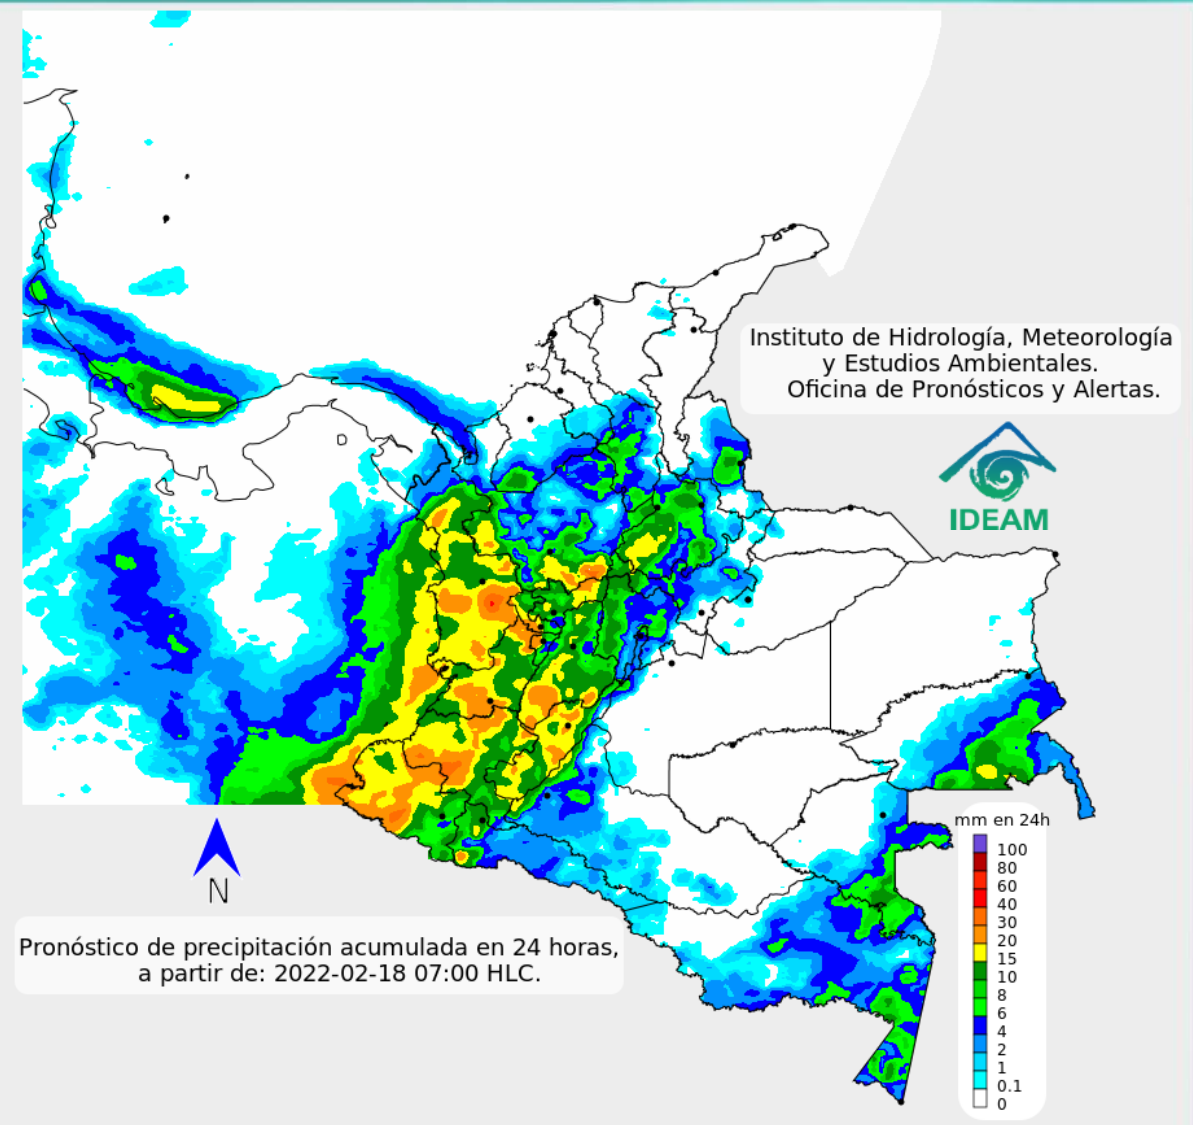 Instituto de Hidrología, Meteorología
y Estudios Ambientales.
Oficina de Pronósticos y Alertas.
IDEAM
mm en 24h
100
80
60
40
30
20
15
10
8
6
4
2
1
0.1
0
N
Pronóstico de precipitación acumulada en 24 horas,
a partir de: 2022-02-18 07:00 HLC.